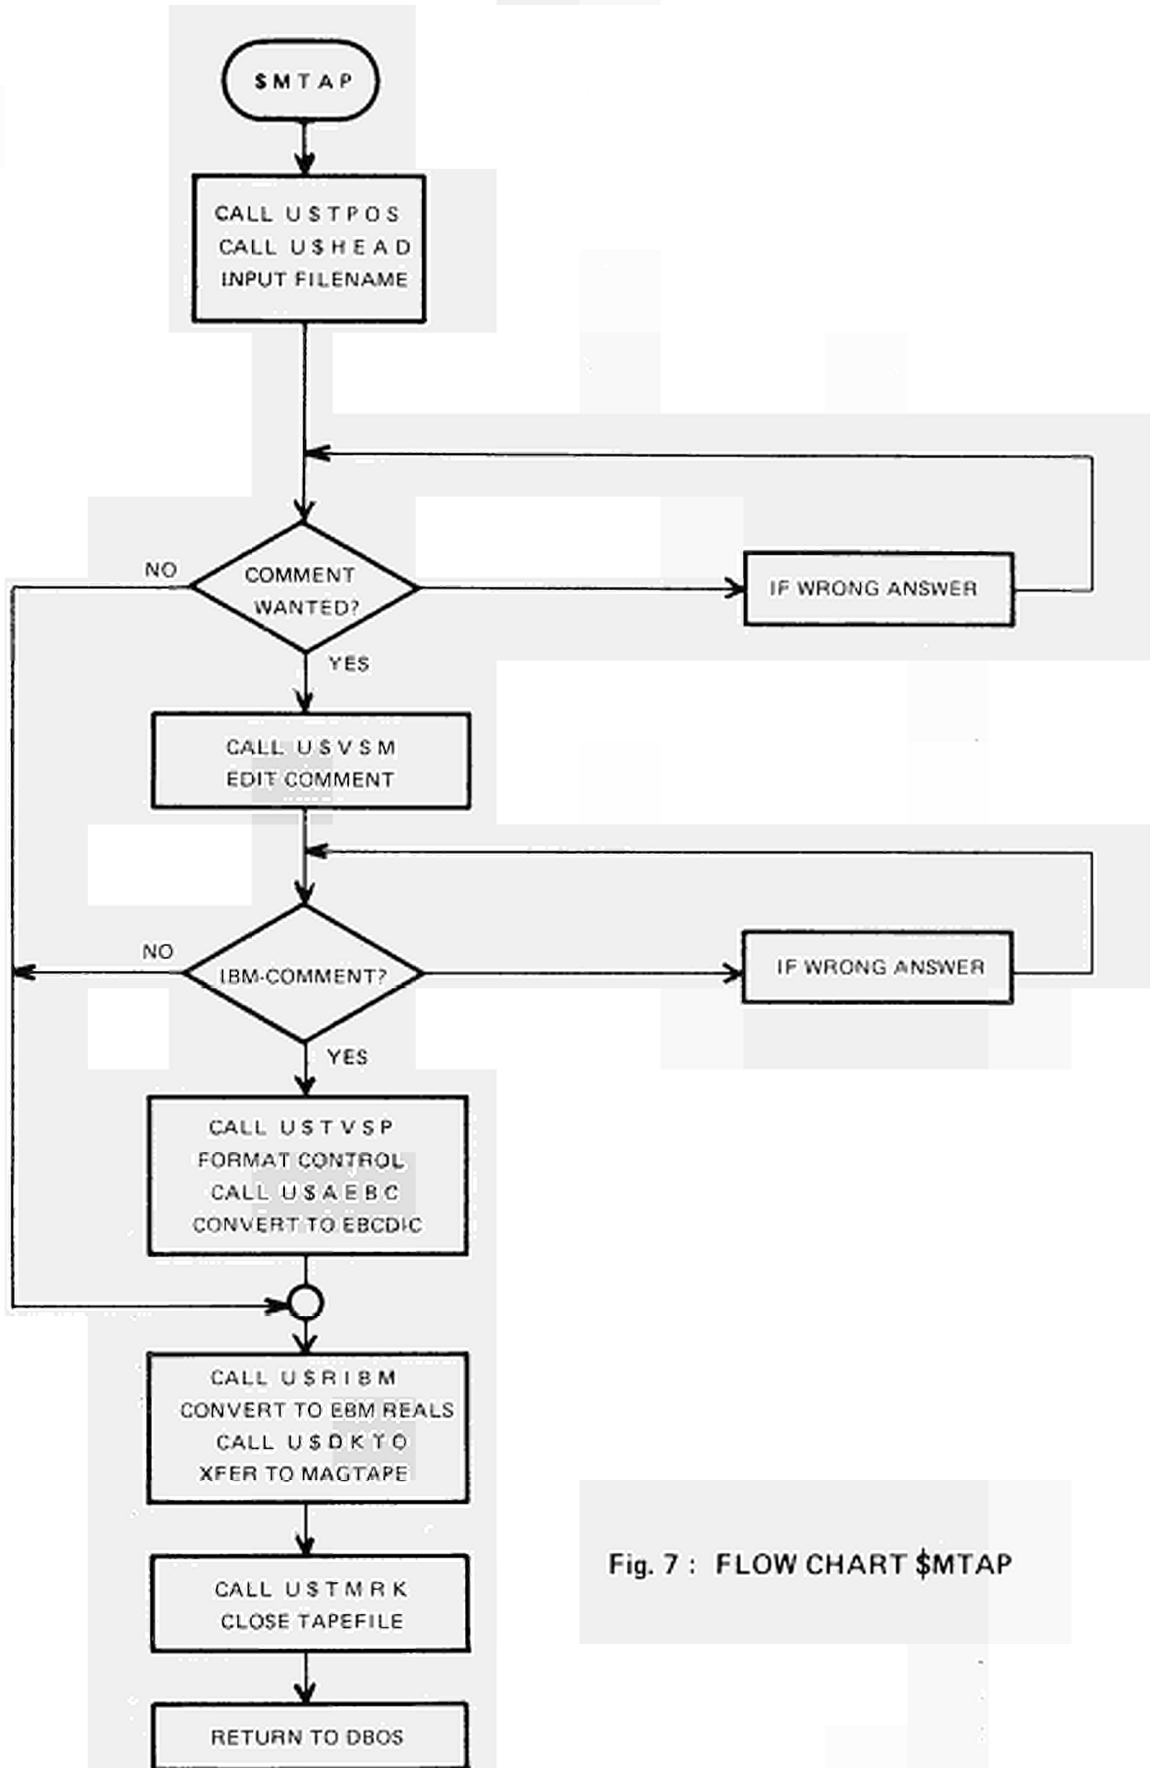 $MTAP
CALL U$TPOS
CALL U$HEAD
INPUT FILENAME
NO
COMMENT
WANTED?
IF WRONG ANSWER
YES
CALL U$VSM
EDIT COMMENT
NO
IBM-COMMENT?
IF WRONG ANSWER
YES
CALL U$TVSP
FORMAT CONTROL
CALL U$AEBC
CONVERT TO EBCDIC
CALL U$RIBM
CONVERT TO EBM REALS
CALL U$DKTO
XFER TO MAGTAPE
Fig. 7 : FLOW CHART $MTAP
CALL U$TMRK
CLOSE TAPEFILE
RETURN TO DBOS